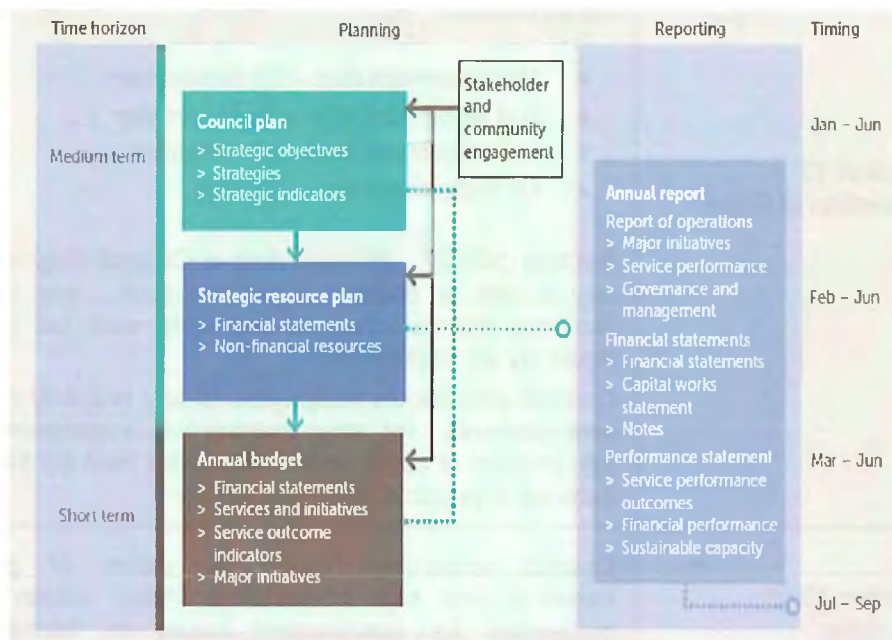 Time horizon
Planning
Reporting
Timing
Stakeholder
and
community
engagement
Council plan
> Strategic objectives
> Strategies
> Strategic indicators
Medium term
Jan – Jun
Annual report
Report of operations
> Major initiatives
> Service performance
> Governance and
management
Financial statements
> Financial statements
> Capital works
statement
> Notes
Performance statement
> Service performance
outcomes
> Financial performance
> Sustainable capacity
Strategic resource plan
> Financial statements
> Non-financial resources
Feb – Jun
Annual budget
> Financial statements
> Services and initiatives
> Service outcome
indicators
> Major initiatives
Mar – Jun
Short term
Jul – Sep